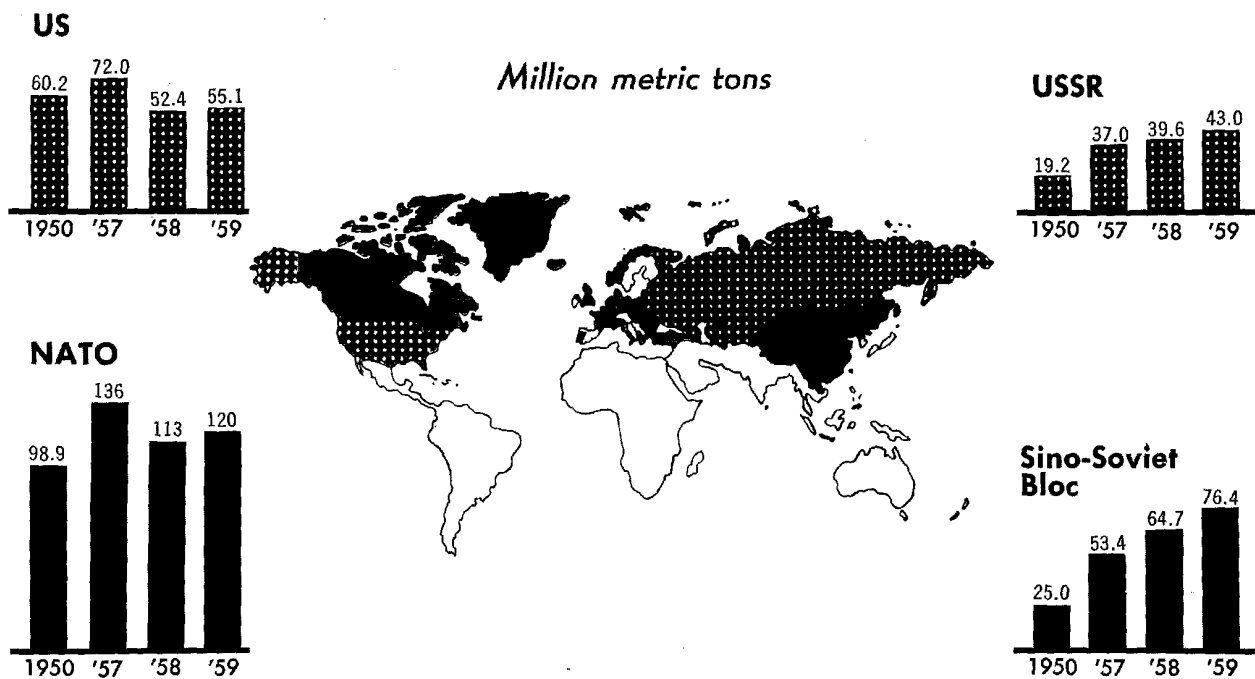 US
60.2 72.0 52.4 55.1
1950 '57 '58 '59
Million metric tons
USSR
19.2 37.0 39.6 43.0
1950 '57 '58 '59
NATO
98.9 136 113 120
1950 '57 '58 '59
Sino-Soviet
Bloc
25.0 53.4 64.7 76.4
1950 '57 '58 '59